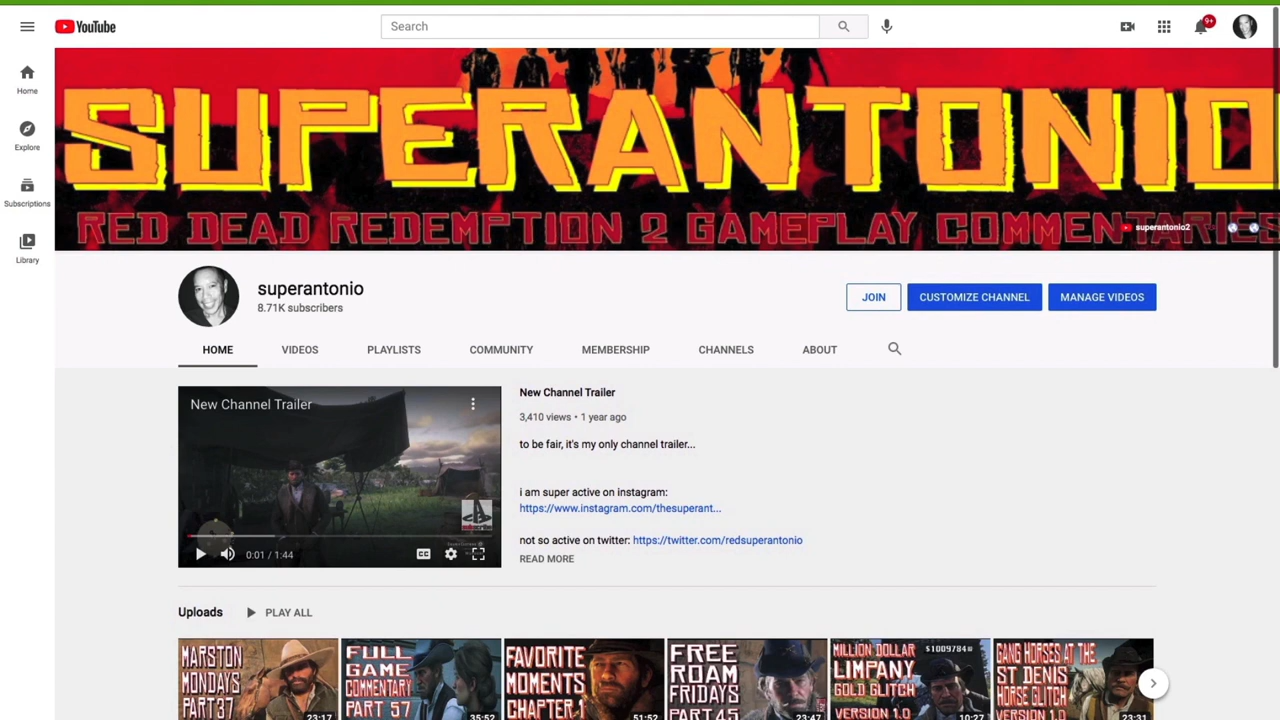 YouTube
Search
9+
Home
Explore
Subscriptions
Library
SUPERANTONIO
RED DEAD REDEMPTION 2 GAMEPLAY COMMENTARIES
superantonio2
superantonio
8.71K subscribers
JOIN
CUSTOMIZE CHANNEL
MANAGE VIDEOS
HOME
VIDEOS
PLAYLISTS
COMMUNITY
MEMBERSHIP
CHANNELS
ABOUT
New Channel Trailer
0:01 / 1:44
CC
New Channel Trailer
3,410 views • 1 year ago
to be fair, it's my only channel trailer...
i am super active on instagram:
https://www.instagram.com/thesuperant...
not so active on twitter: https://twitter.com/redsuperantonio
READ MORE
Uploads
PLAY ALL
MARSTON
MONDAYS
PART 37
23:17
FULL
GAME
COMMENTARY
PART 57
35:52
FAVORITE
MOMENTS
CHAPTER 1
51:52
FREE
ROAM
FRIDAYS
PART 45
23:47
MILLION DOLLAR
LIMPANY
GOLD GLITCH
VERSION 1.0
10:27
GANG HORSES AT THE
ST DENIS
HORSE GLITCH
VERSION 1.0
23:31